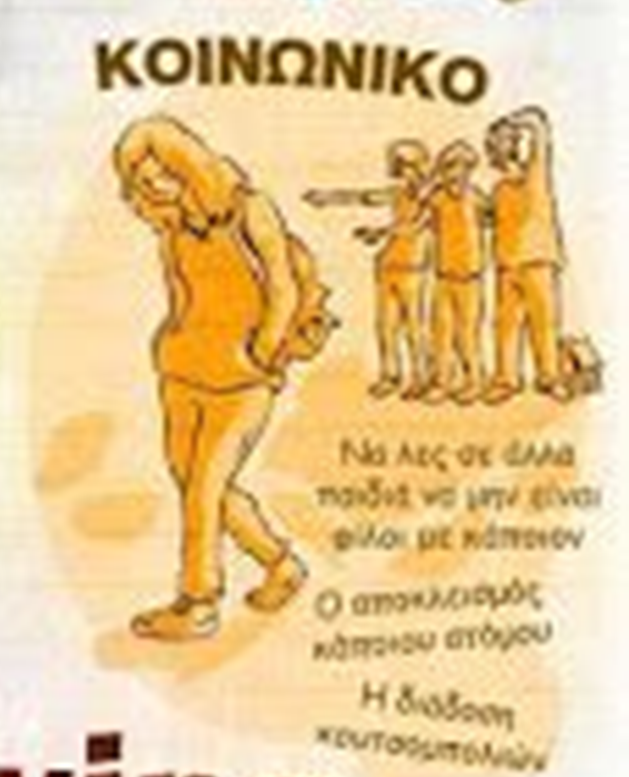 ΚΟΙΝΩΝΙΚΟ
Να λες σε άλλα
παιδιά να μην είναι
φίλοι με κάποιον
Ο αποκλεισμός
κάποιου ατόμου
Η διάδοση
κουτσομπολιών